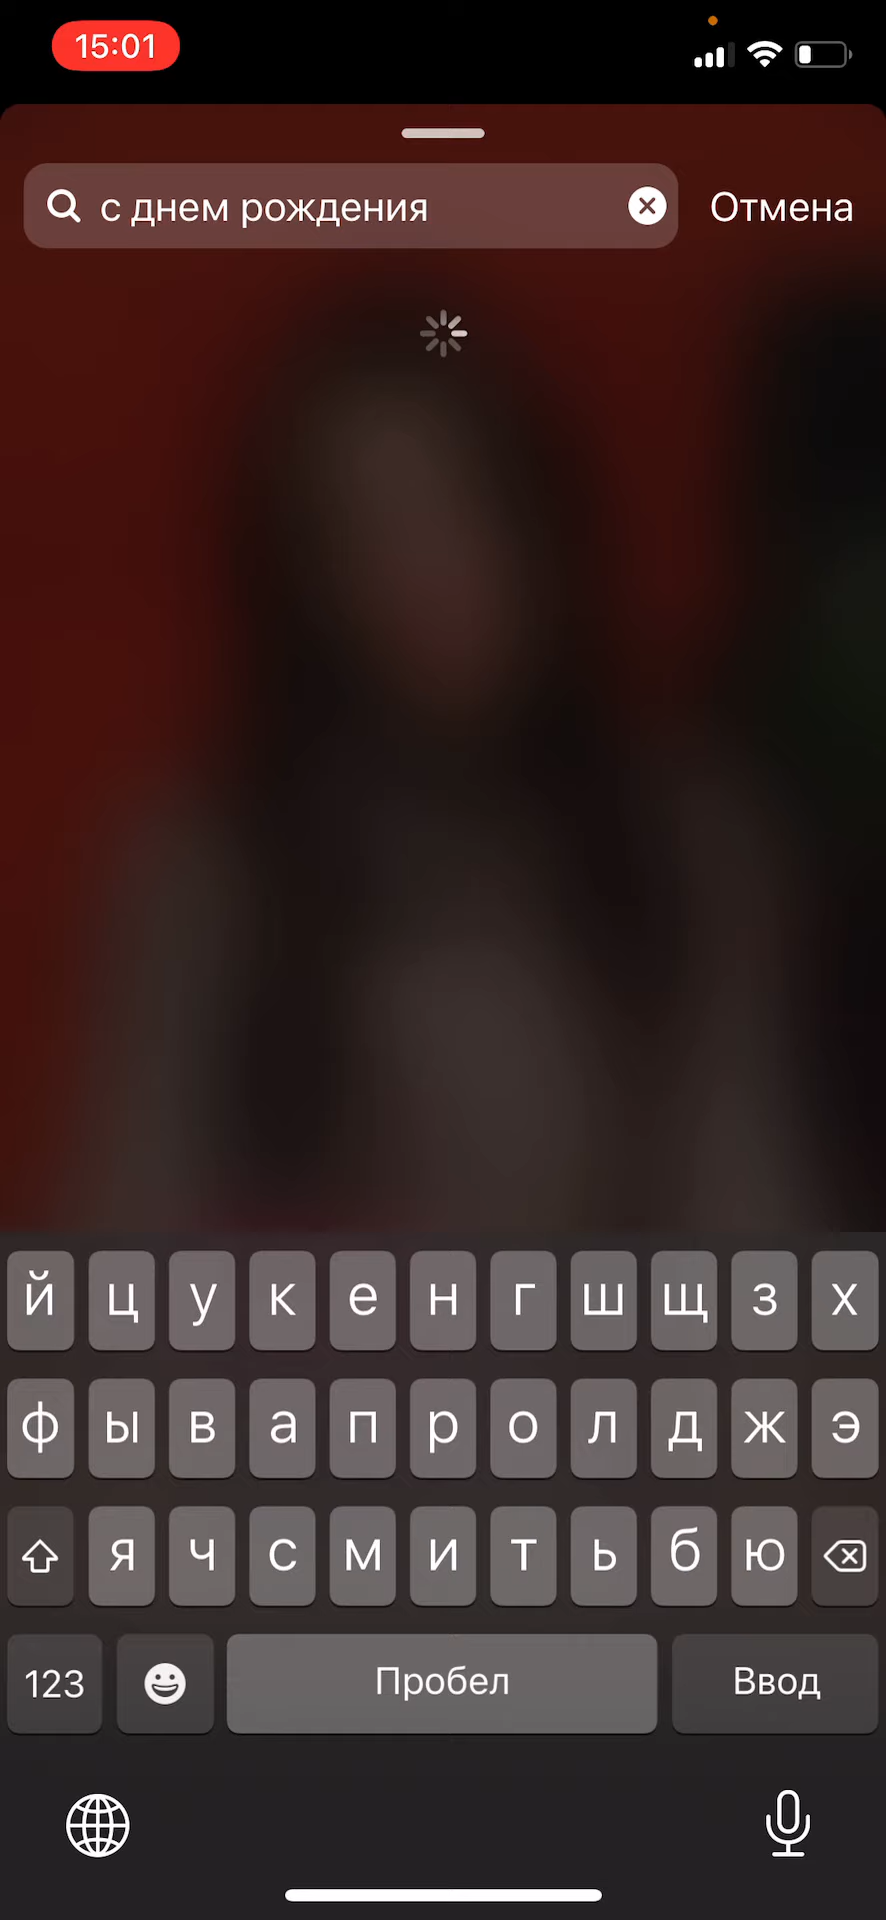 15:01
с днем рождения
Отмена
й ц у к е н г ш щ з х
ф ы в а п р о л д ж э
я ч с м и т ь б ю
123 Пробел Ввод